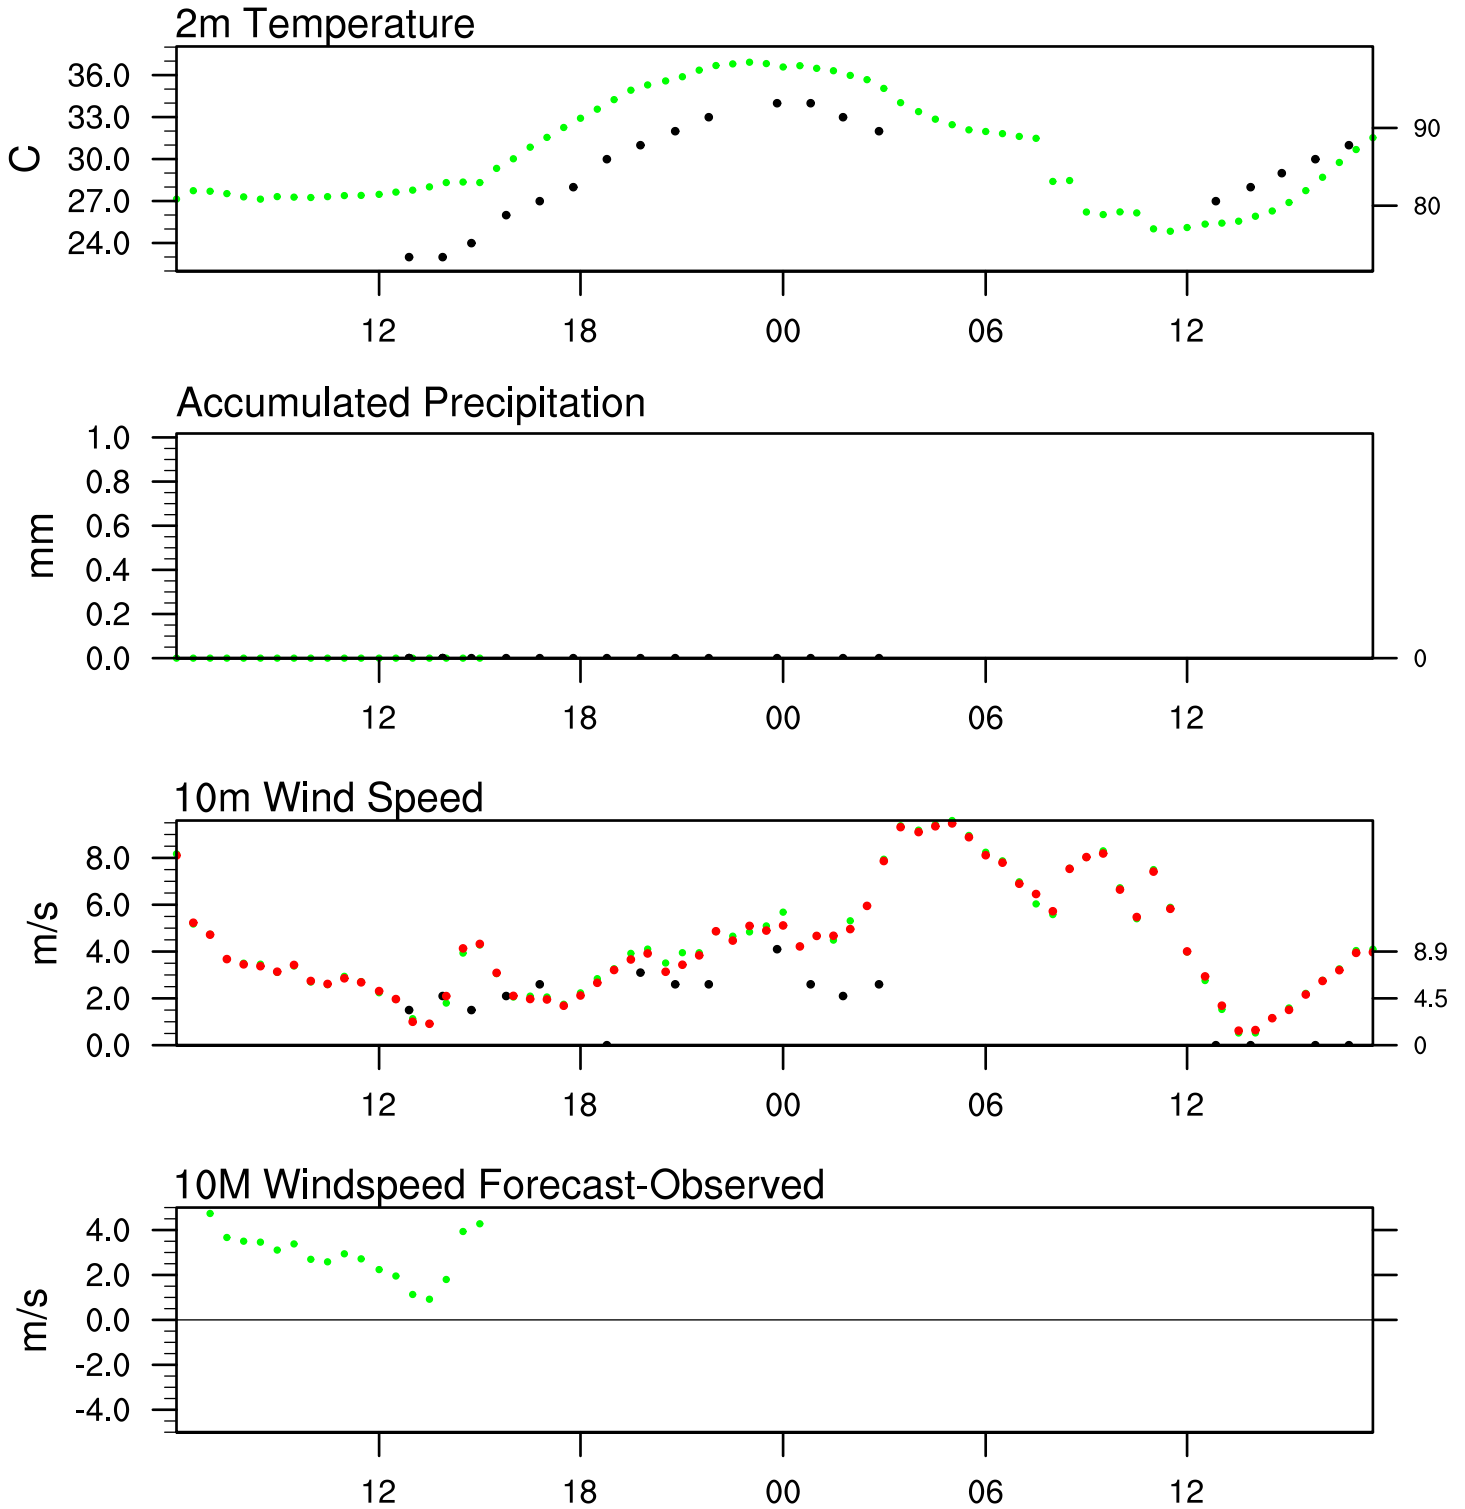 2m Temperature
36.0
33.0
30.0
27.0
24.0
C
90
80
12 18 00 06 12
Accumulated Precipitation
1.0
0.8
0.6
0.4
0.2
0.0
mm
0
12 18 00 06 12
10m Wind Speed
8.0
6.0
4.0
2.0
0.0
m/s
8.9
4.5
0
12 18 00 06 12
10M Windspeed Forecast-Observed
4.0
2.0
0.0
-2.0
-4.0
m/s
12 18 00 06 12